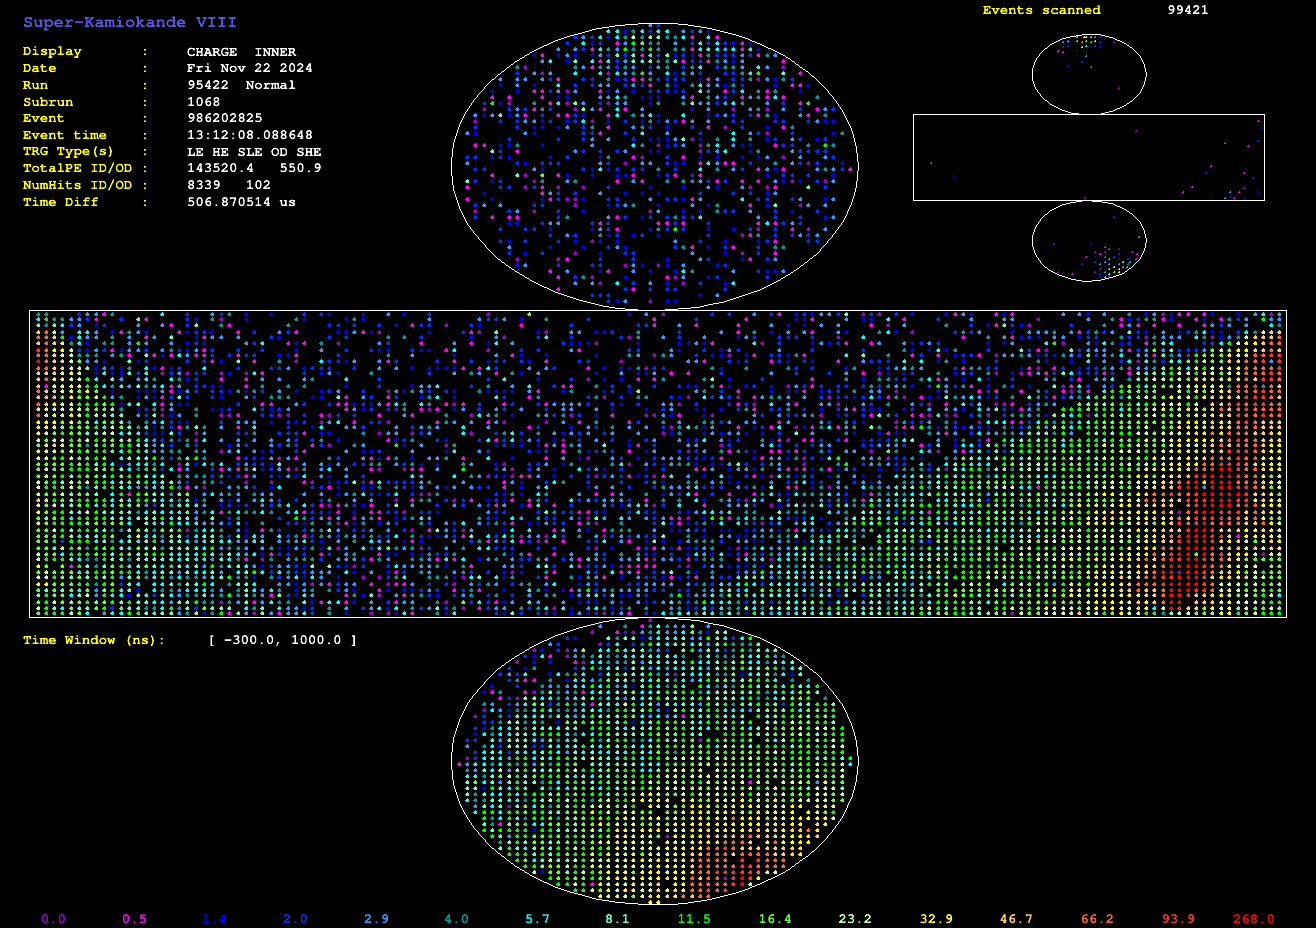 Super-Kamiokande VIII
Events scanned 99421
Display : CHARGE INNER
Date : Fri Nov 22 2024
Run : 95422 Normal
Subrun : 1068
Event : 986202825
Event time : 13:12:08.088648
TRG Type(s) : LE HE SLE OD SHE
TotalPE ID/OD : 143520.4 550.9
NumHits ID/OD : 8339 102
Time Diff : 506.870514 us
Time Window (ns): [ -300.0, 1000.0 ]
0.0 0.5 1.4 2.0 2.9 4.0 5.7 8.1 11.5 16.4 23.2 32.9 46.7 66.2 93.9 268.0